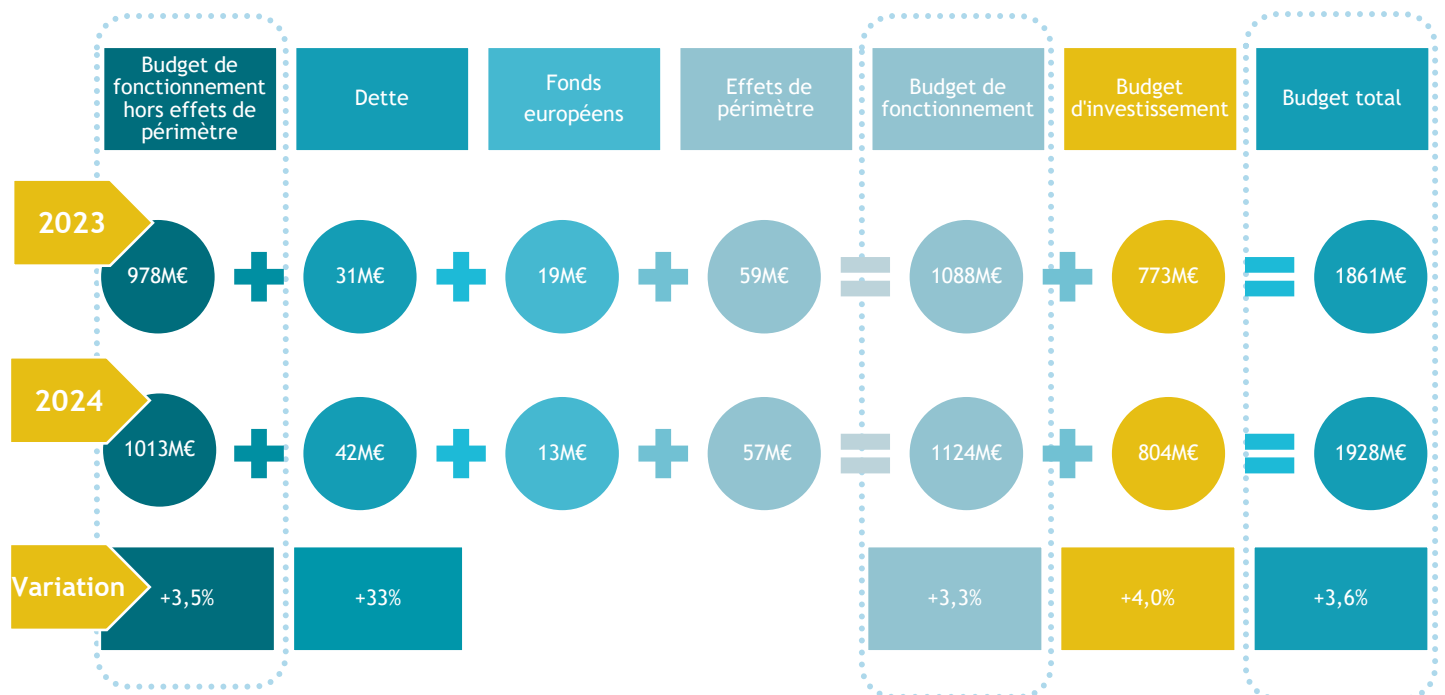 Budget de
fonctionnement
hors effets de
périmètre
Dette
Fonds
européens
Effets de
périmètre
Budget de
fonctionnement
Budget
d'investissement
Budget total
2023
978M€
31M€
19M€
59M€
1088M€
773M€
1861M€
2024
1013M€
42M€
13M€
57M€
1124M€
804M€
1928M€
Variation
+3,5%
+33%
+3,3%
+4,0%
+3,6%